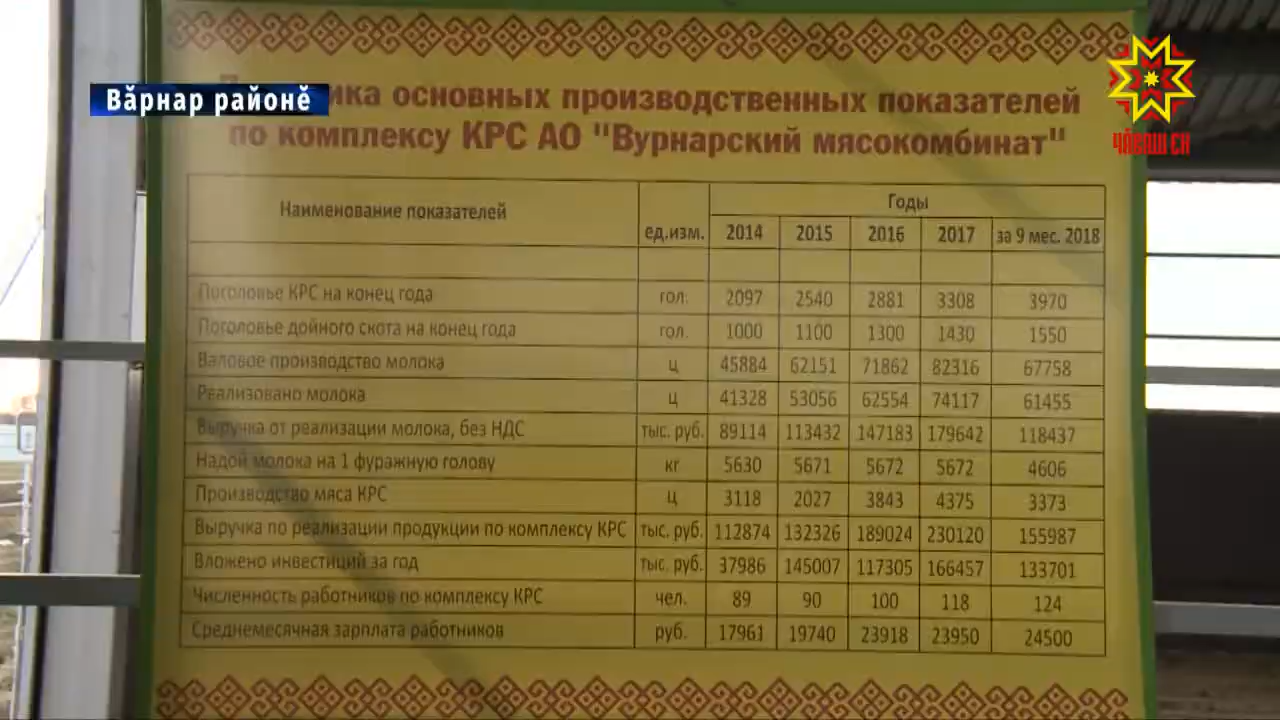 Вӑрнар районӗ
ика основных производственных показателей
по комплексу КРС АО "Вурнарский мясокомбинат"
ЧӐВАШ ЕН
Наименование показателей ед.изм. Годы
2014 2015 2016 2017 за 9 мес. 2018
Поголовье КРС на конец года гол. 2097 2540 2881 3308 3970
Поголовье дойного скота на конец года гол. 1000 1100 1300 1430 1550
Валовое производство молока ц 45884 62151 71862 82316 67758
Реализовано молока ц 41328 53056 62554 74117 61455
Выручка от реализации молока, без НДС тыс. руб. 89114 113432 147183 179642 118437
Надой молока на 1 фуражную голову кг 5630 5671 5672 5672 4606
Производство мяса КРС ц 3118 2027 3843 4375 3373
Выручка по реализации продукции по комплексу КРС тыс. руб. 112874 132326 189024 230120 155987
Вложено инвестиций за год тыс. руб. 37986 145007 117305 166457 133701
Численность работников по комплексу КРС чел. 89 90 100 118 124
Среднемесячная зарплата работников руб. 17961 19740 23918 23950 24500